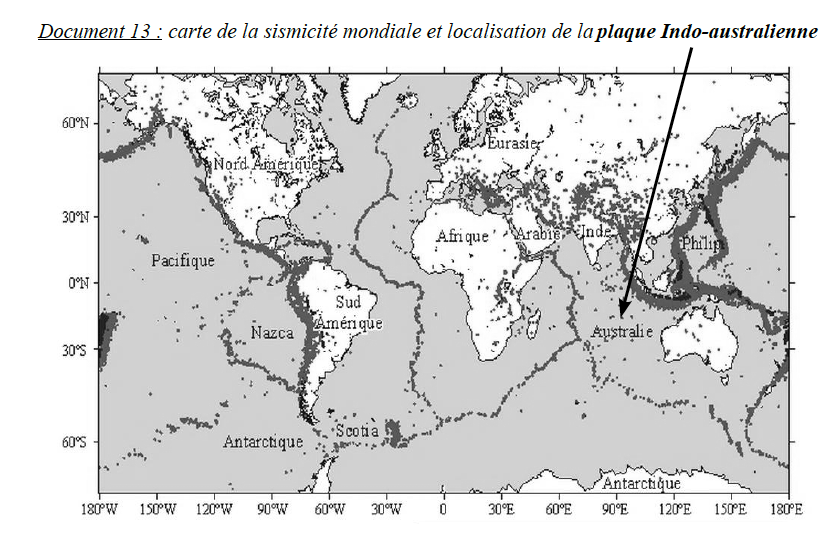 Document 13 : carte de la sismicité mondiale et localisation de la plaque Indo-australienne
60°N
Eurasie
Nord Amérique
30°N
Afrique
Arabie
Inde
Philip
Pacifique
0°N
Sud
Amérique
Nazca
Australie
30°S
Scotia
60°S
Antarctique
Antarctique
180°W
150°W
120°W
90°W
60°W
30°W
0
30°E
60°E
90°E
120°E
150°E
180°E